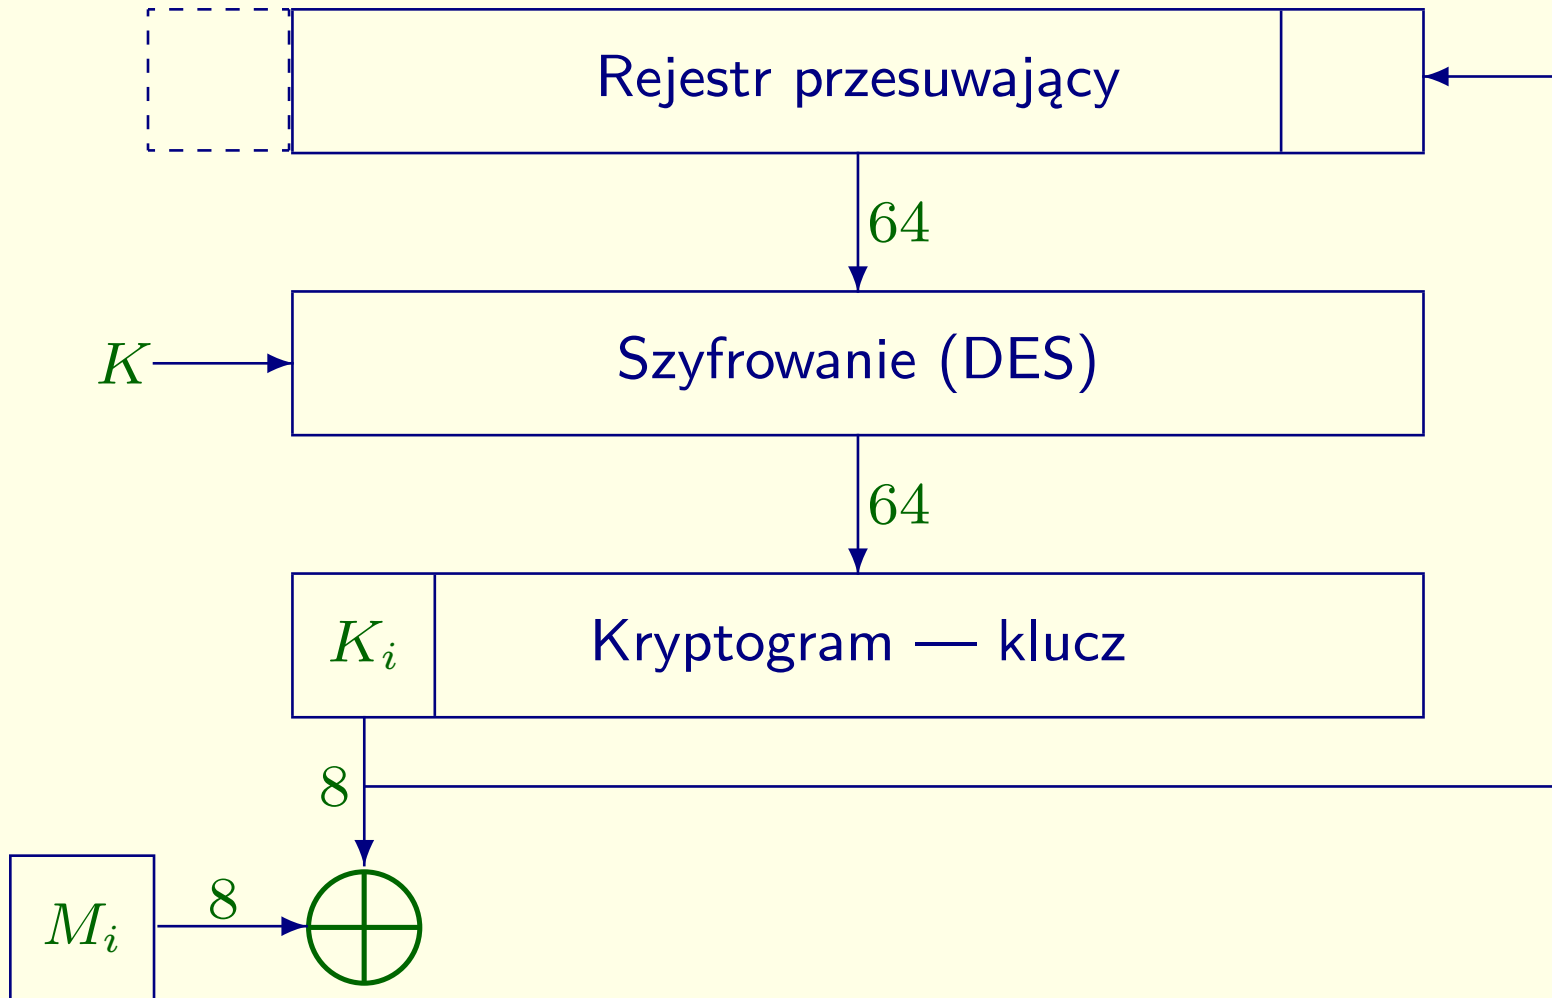 Rejestr przesuwający
64
K
Szyfrowanie (DES)
64
K_i
Kryptogram — klucz
8
8
M_i